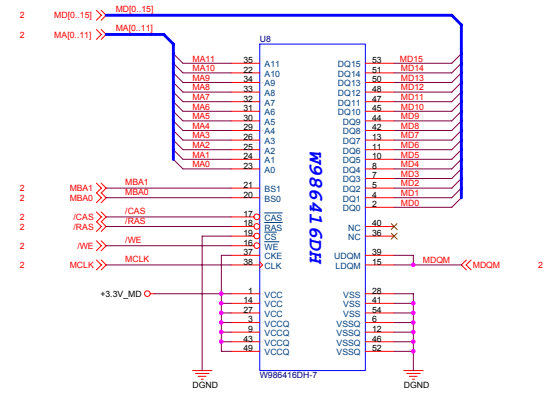 2 MD[0..15] MD[0..15]
2 MA[0..11] MA[0..11]
U8
MA11 35 A11 DQ15 53 MD15
MA10 22 A10 DQ14 51 MD14
MA9 34 A9 DQ13 50 MD13
MA8 33 A8 DQ12 48 MD12
MA7 32 A7 DQ11 47 MD11
MA6 31 A6 DQ10 45 MD10
MA5 30 A5 DQ9 44 MD9
MA4 29 A4 DQ8 42 MD8
MA3 26 A3 DQ7 13 MD7
MA2 25 A2 DQ6 11 MD6
MA1 24 A1 DQ5 10 MD5
MA0 23 A0 DQ4 8 MD4
DQ3 7 MD3
2 MBA1 MBA1 21 BS1 DQ2 5 MD2
2 MBA0 MBA0 20 BS0 DQ1 4 MD1
DQ0 2 MD0
W986416DH
2 /CAS /CAS 17 CAS
2 /RAS /RAS 18 RAS NC 40
19 CS NC 36
2 /WE /WE 16 WE
37 CKE UDQM 39
2 MCLK MCLK 38 CLK LDQM 15 MDQM MDQM 2
+3.3V_MD 1 VCC VSS 28
14 VCC VSS 41
27 VCC VSS 54
3 VCCQ VSSQ 6
9 VCCQ VSSQ 12
43 VCCQ VSSQ 46
49 VCCQ VSSQ 52
W986416DH-7
DGND DGND